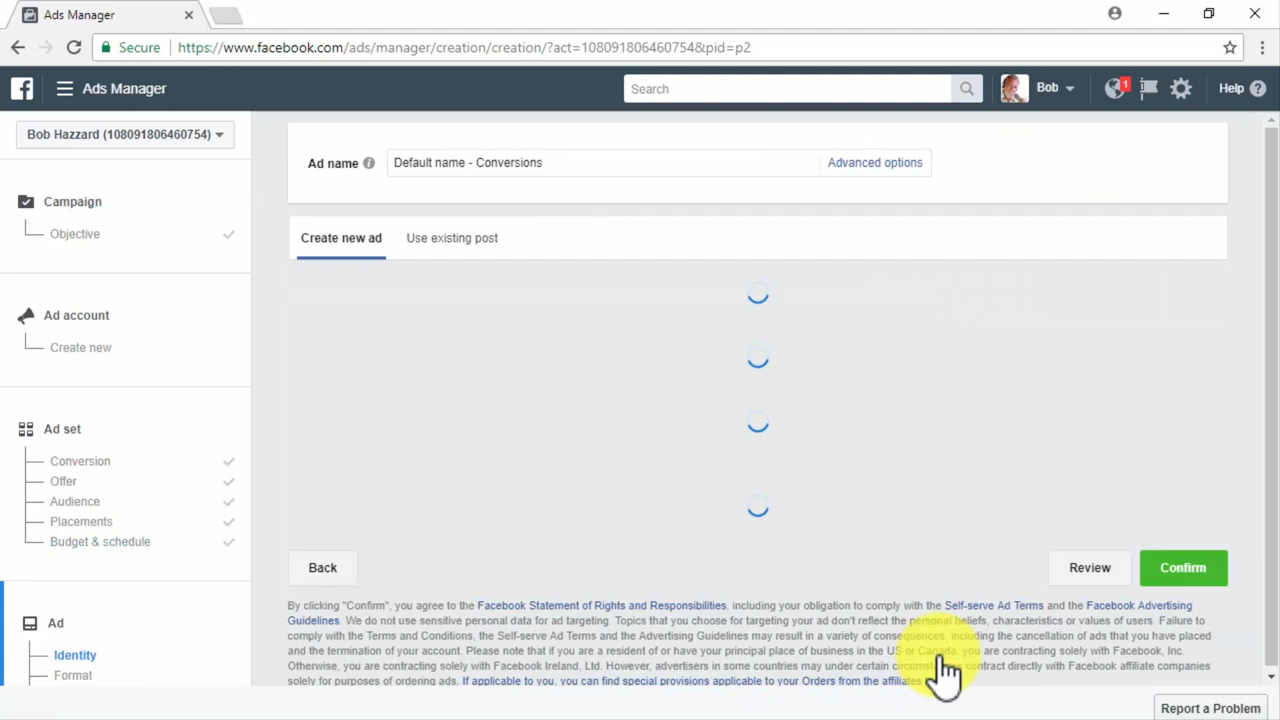 Ads Manager
Secure
https://www.facebook.com/ads/manager/creation/creation/?act=108091806460754&pid=p2
Ads Manager
Search
Bob
1
Help
Bob Hazzard (108091806460754)
Ad name
Default name - Conversions
Advanced options
Campaign
Objective
Create new ad
Use existing post
Ad account
Create new
Ad set
Conversion
Offer
Audience
Placements
Budget & schedule
Back
Review
Confirm
By clicking "Confirm", you agree to the Facebook Statement of Rights and Responsibilities, including your obligation to comply with the Self-serve Ad Terms and the Facebook Advertising
Guidelines. We do not use sensitive personal data for ad targeting. Topics that you choose for targeting your ad don't reflect the personal beliefs, characteristics or values of users. Failure to
comply with the Terms and Conditions, the Self-serve Ad Terms and the Advertising Guidelines may result in a variety of consequences, including the cancellation of ads that you have placed
and the termination of your account. Please note that if you are a resident of or have your principal place of business in the US or Canada, you are contracting solely with Facebook, Inc.
Otherwise, you are contracting solely with Facebook Ireland, Ltd. However, advertisers in some countries may under certain contract directly with Facebook affiliate companies
solely for purposes of ordering ads. If applicable to you, you can find special provisions applicable to your Orders from the
Ad
Identity
Format
Report a Problem